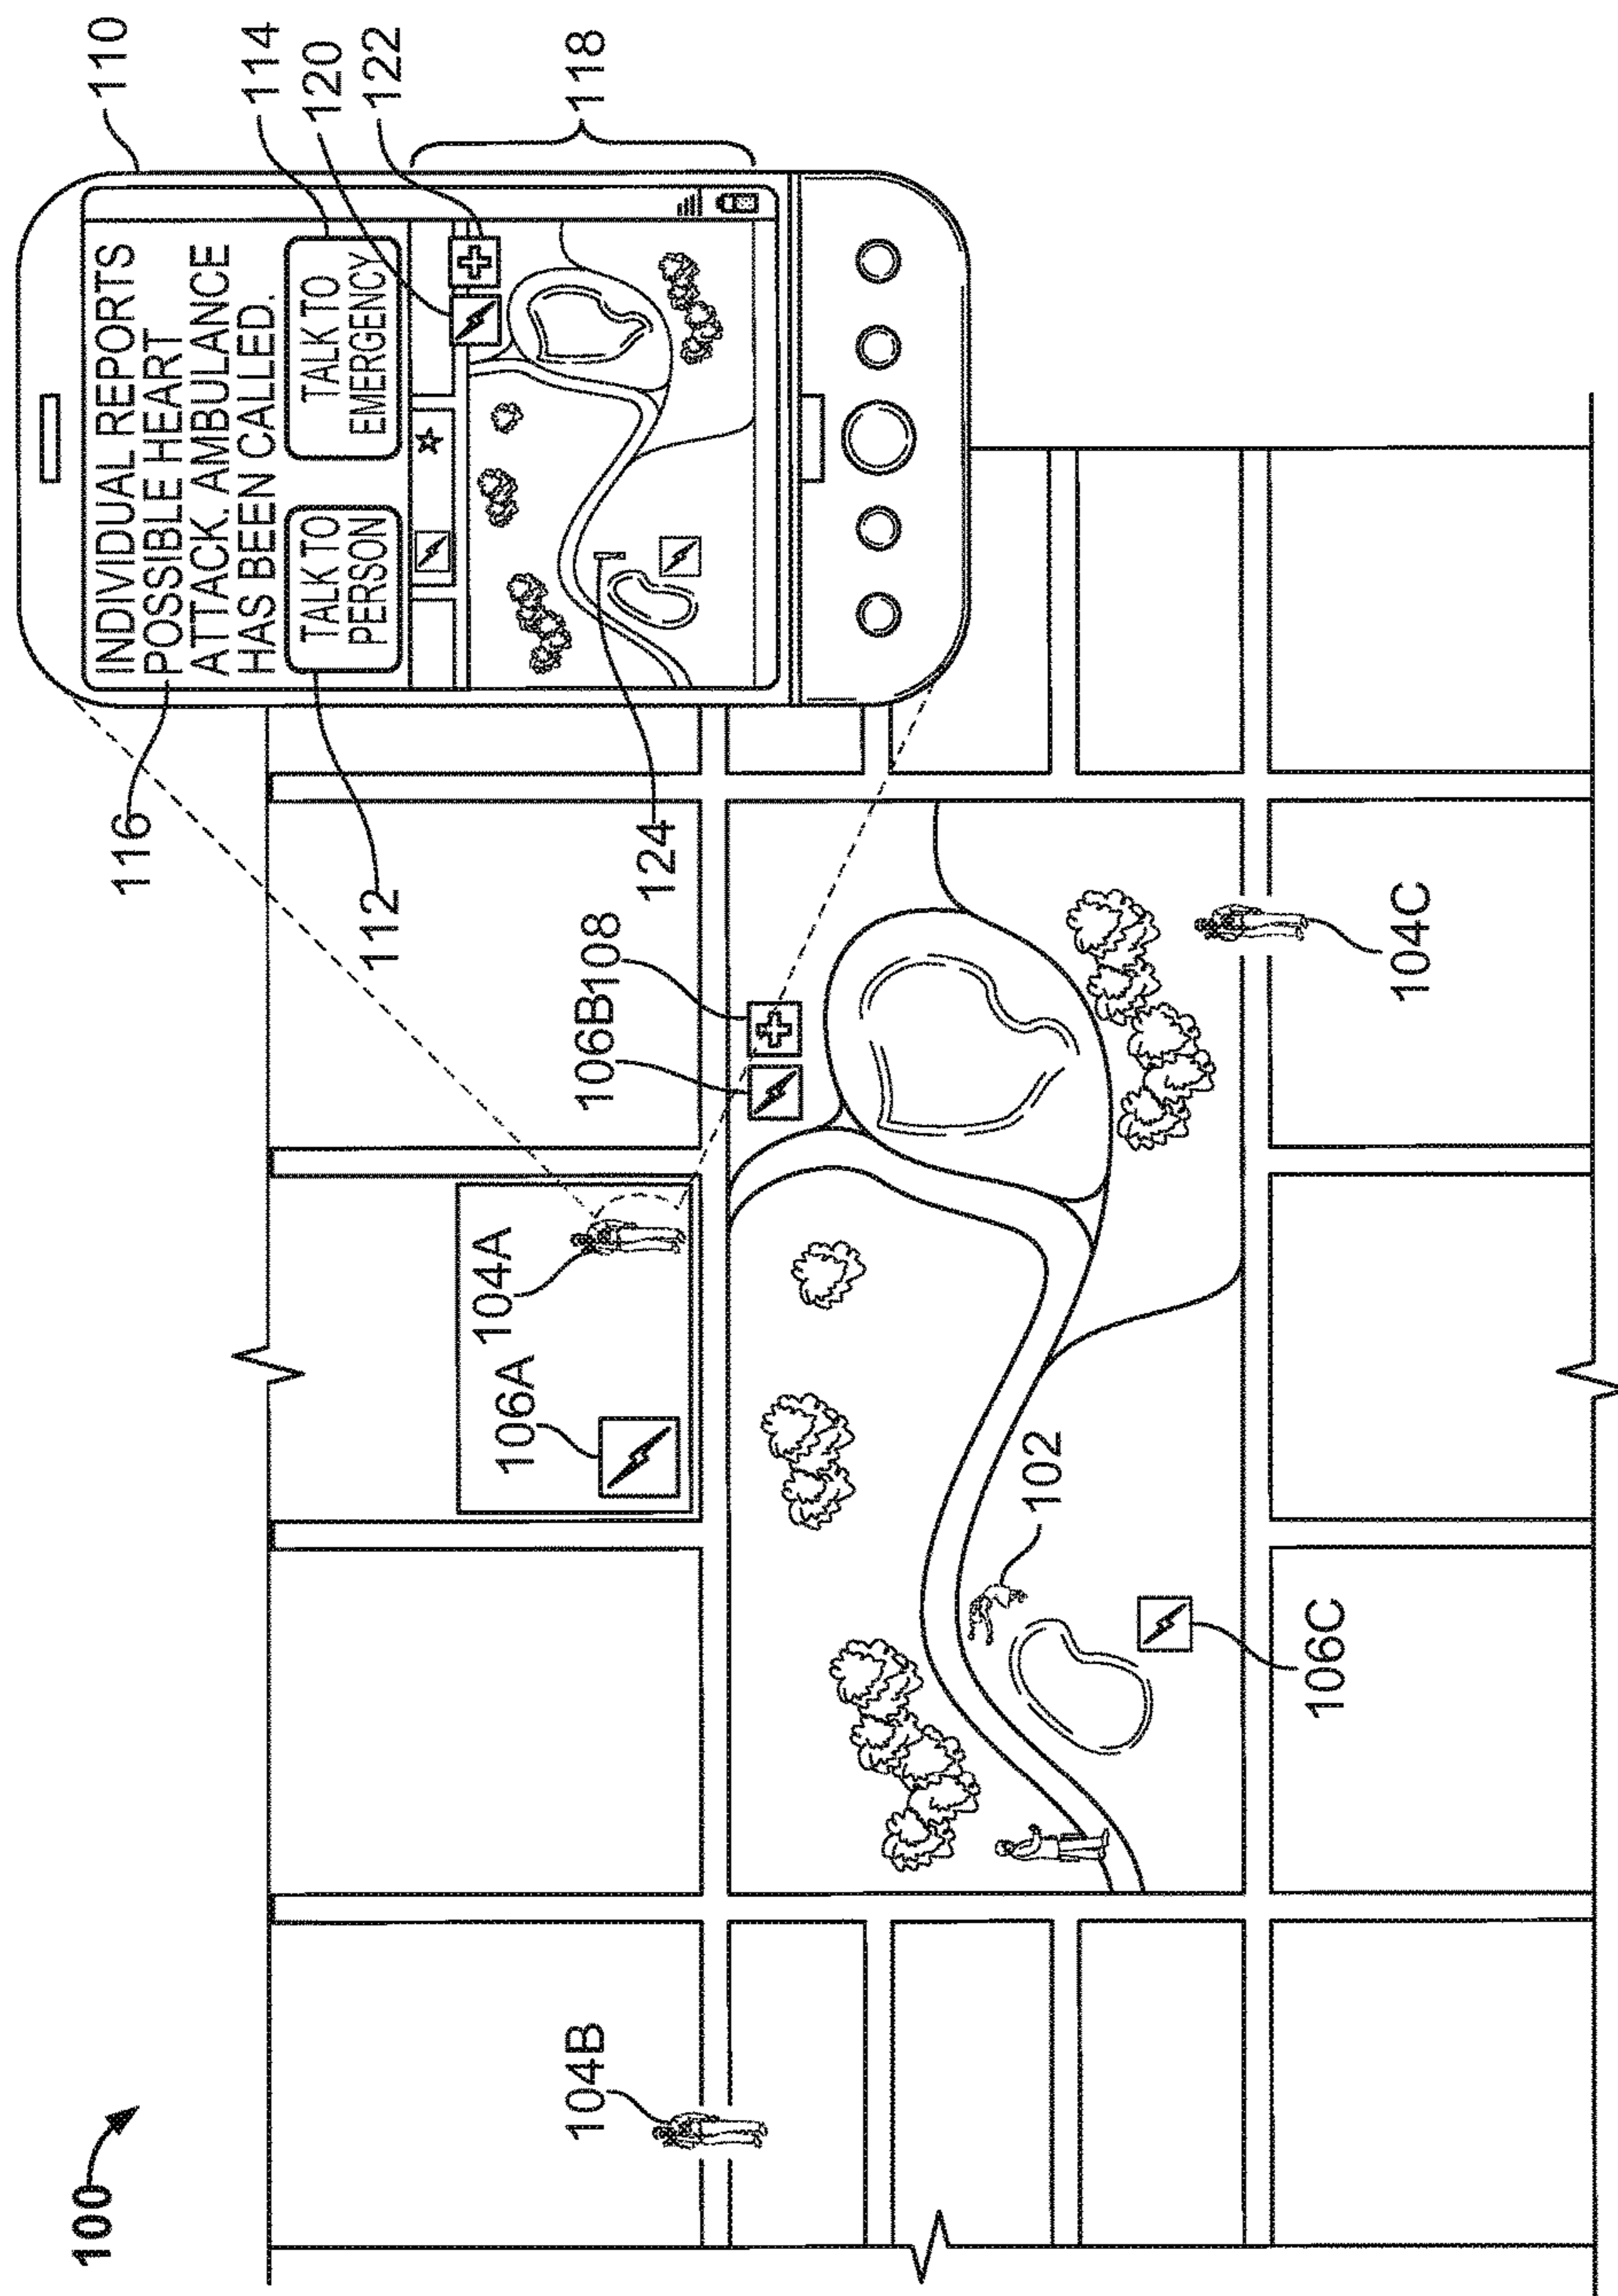 100
INDIVIDUAL REPORTS
POSSIBLE HEART
ATTACK. AMBULANCE
HAS BEEN CALLED.
TALK TO
PERSON
TALK TO
EMERGENCY
110
114
120
122
118
116
112
124
106A
104A
106B
108
104B
102
106C
104C